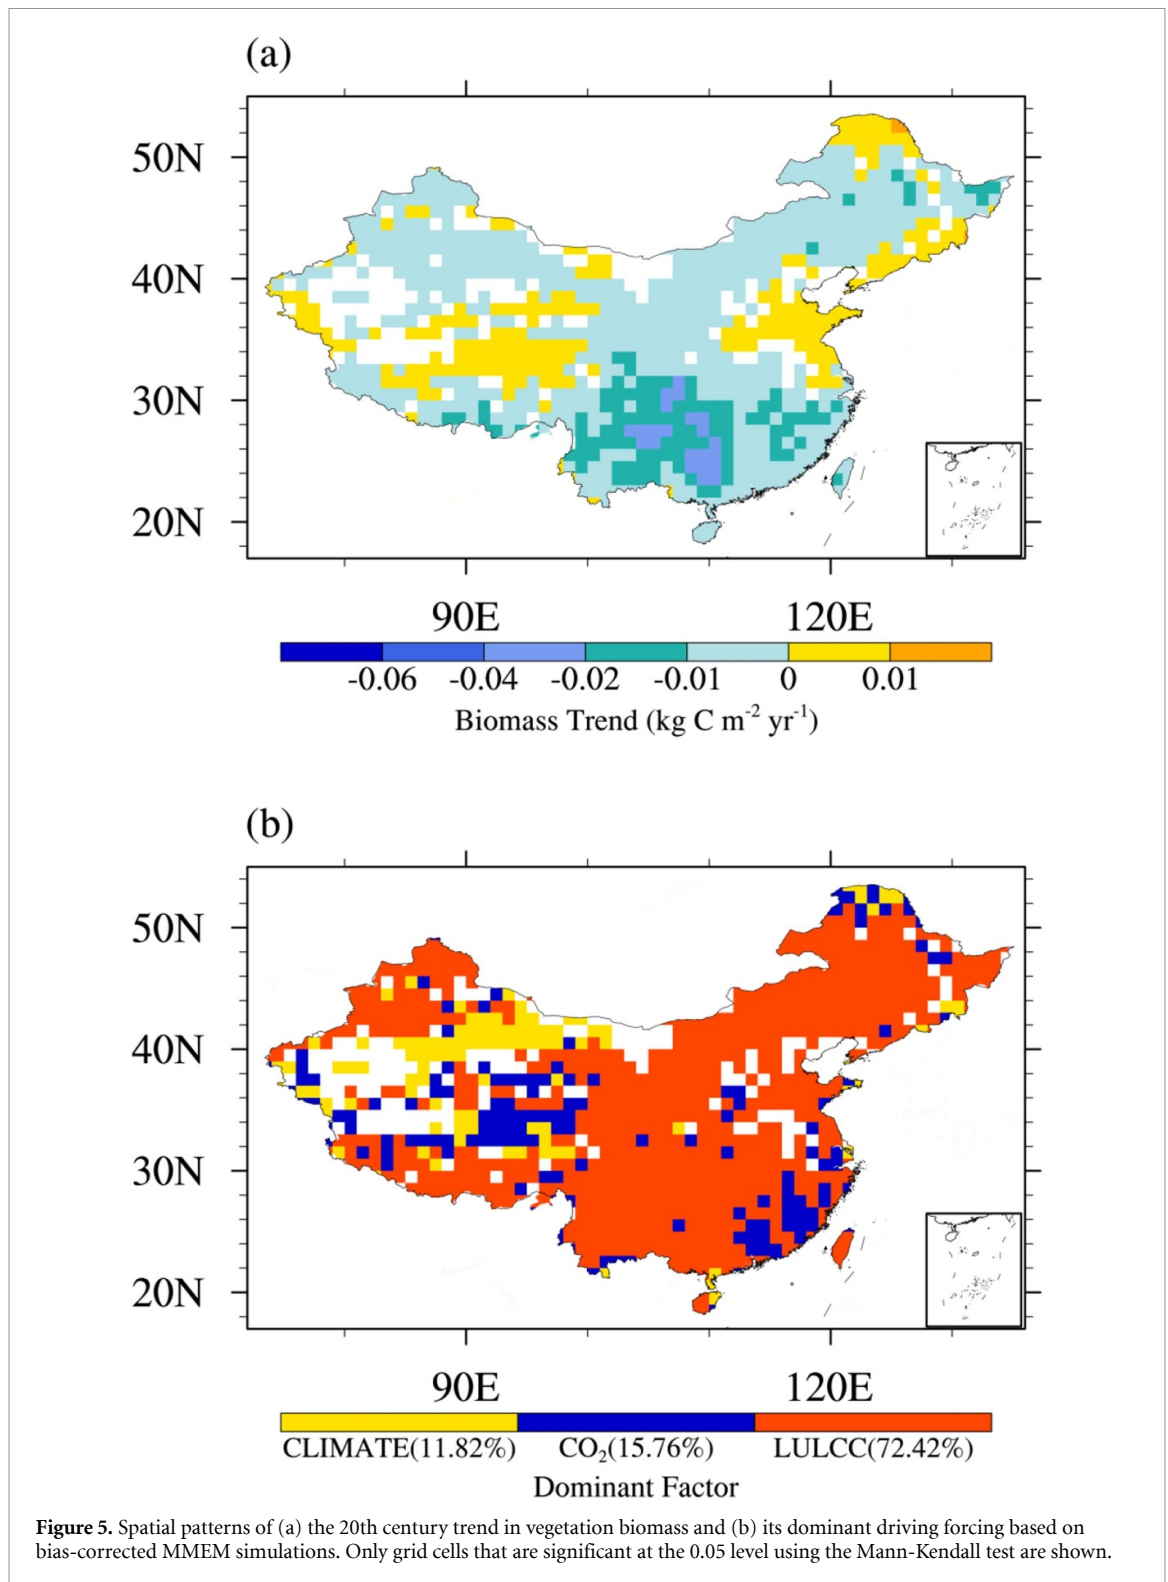 (a)
50N
40N
30N
20N
90E 120E
-0.06 -0.04 -0.02 -0.01 0 0.01
Biomass Trend (kg C m⁻² yr⁻¹)
(b)
50N
40N
30N
20N
90E 120E
CLIMATE(11.82%) CO₂(15.76%) LULCC(72.42%)
Dominant Factor
Figure 5. Spatial patterns of (a) the 20th century trend in vegetation biomass and (b) its dominant driving forcing based on
bias-corrected MMEM simulations. Only grid cells that are significant at the 0.05 level using the Mann-Kendall test are shown.